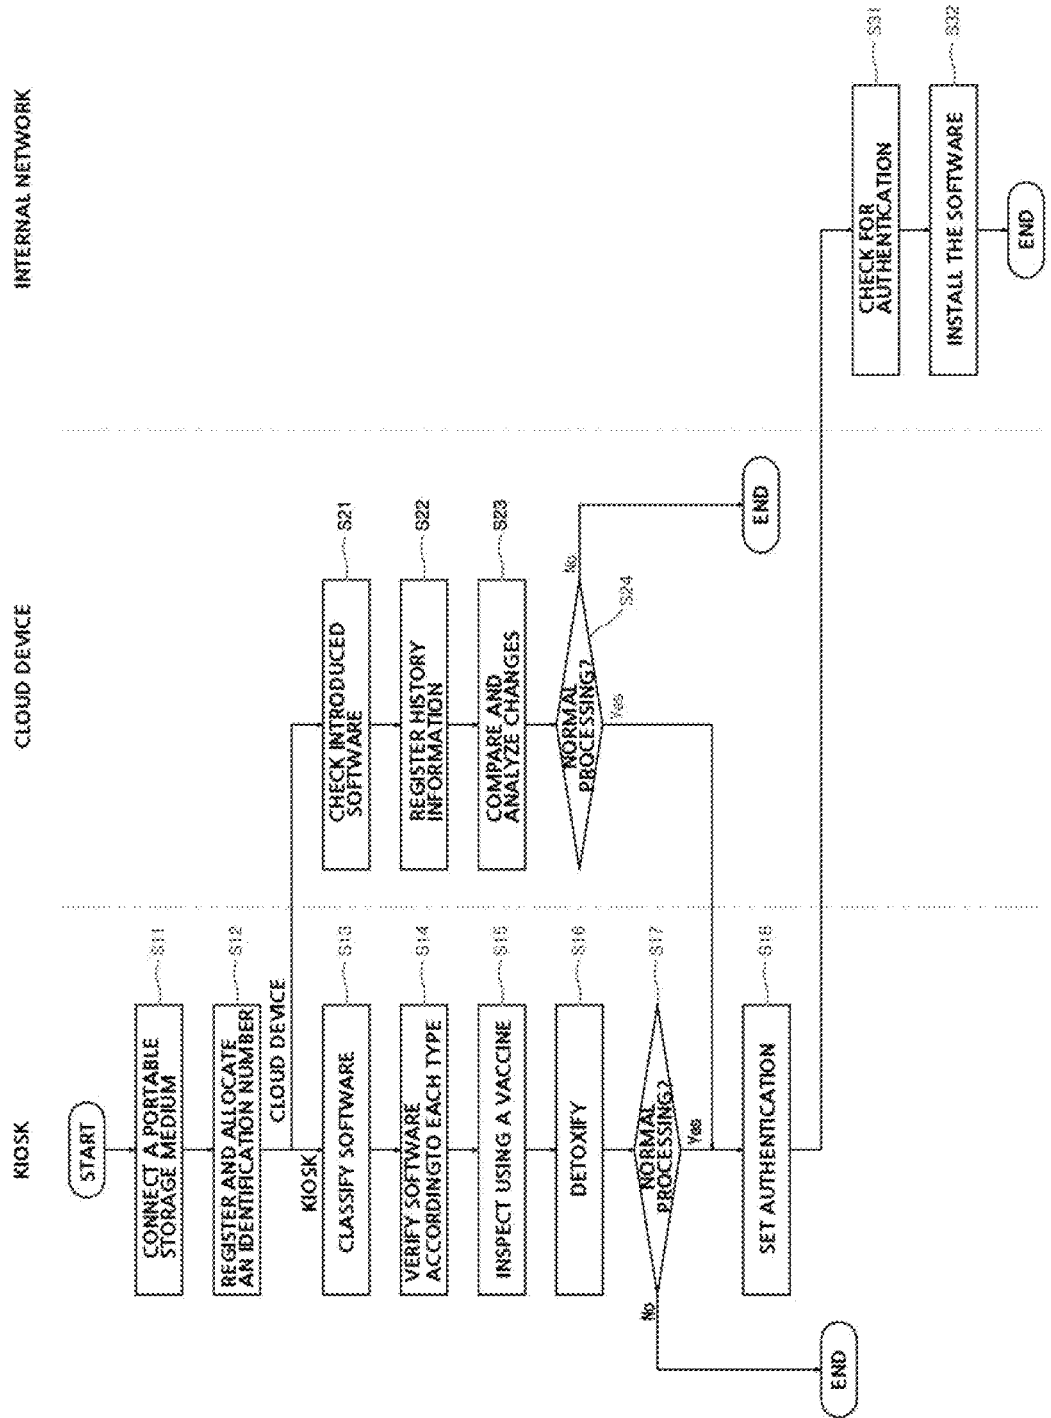 KIOSK
CLOUD DEVICE
INTERNAL NETWORK
START
CONNECT A PORTABLE
STORAGE MEDIUM
S11
REGISTER AND ALLOCATE
AN IDENTIFICATION NUMBER
S12
CLOUD DEVICE
KIOSK
CLASSIFY SOFTWARE
S13
VERIFY SOFTWARE
ACCORDINGTO EACH TYPE
S14
INSPECT USING A VACCINE
S15
DETOXIFY
S16
NORMAL
PROCESSING?
S17
No
Yes
END
SET AUTHENTICATION
S18
CHECK INTRODUCED
SOFTWARE
S21
REGISTER HISTORY
INFORMATION
S22
COMPARE AND
ANALYZE CHANGES
S23
NORMAL
PROCESSING?
S24
No
Yes
END
CHECK FOR
AUTHENTICATION
S31
INSTALL THE SOFTWARE
S32
END